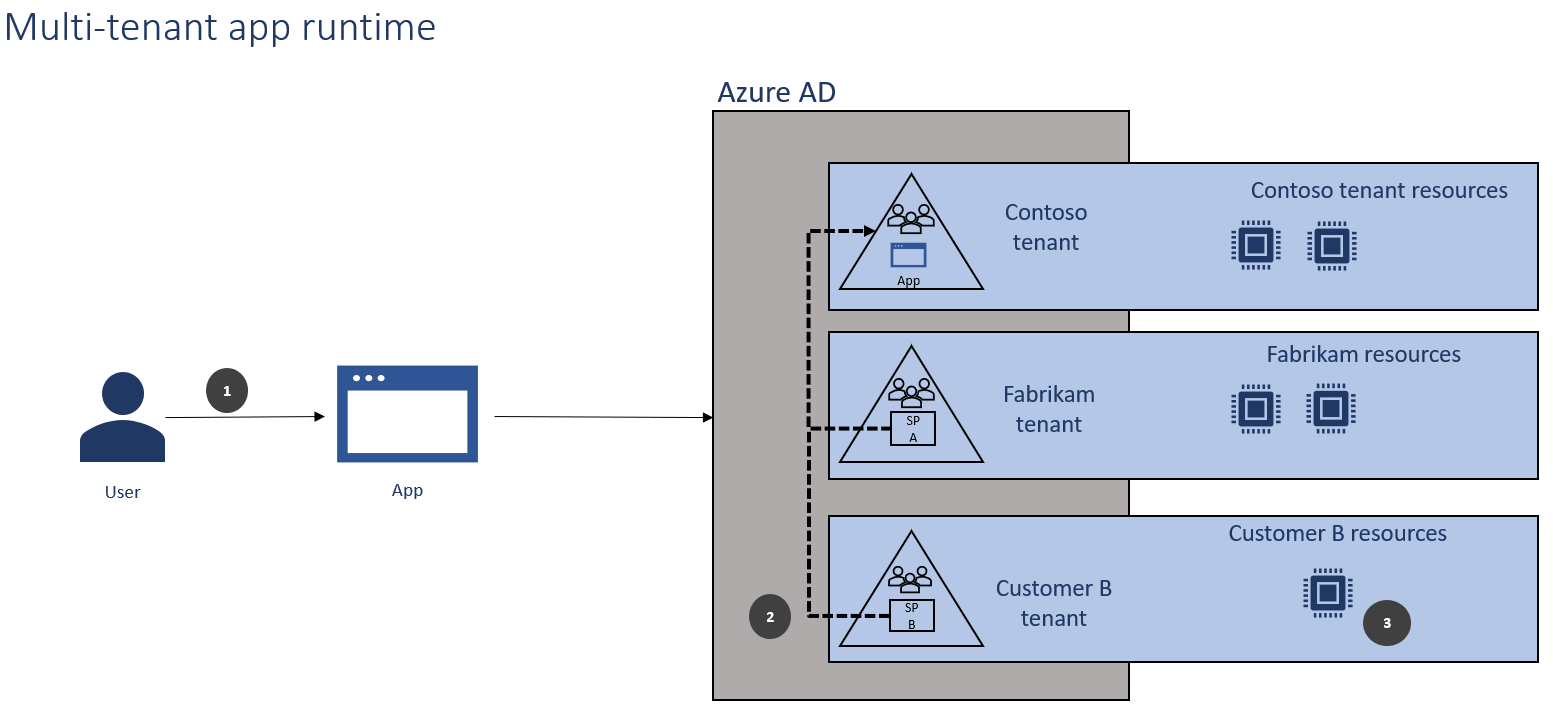 Multi-tenant app runtime
Azure AD
Contoso
tenant
Contoso tenant resources
App
Fabrikam
tenant
Fabrikam resources
SP
A
1
User
App
Customer B
tenant
Customer B resources
SP
B
2
3